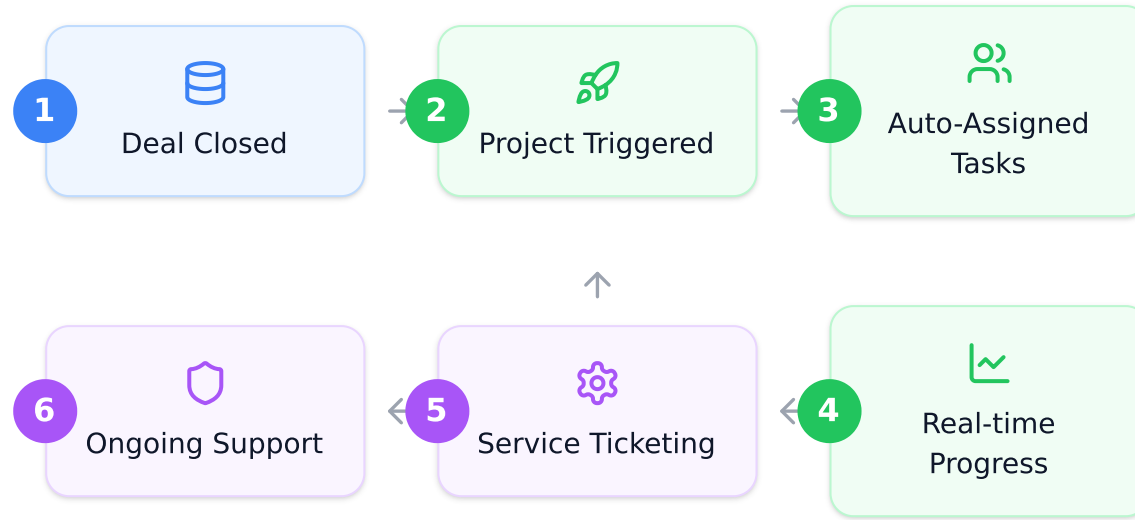 1
Deal Closed
2
Project Triggered
3
Auto-Assigned
Tasks
6
Ongoing Support
5
Service Ticketing
4
Real-time
Progress